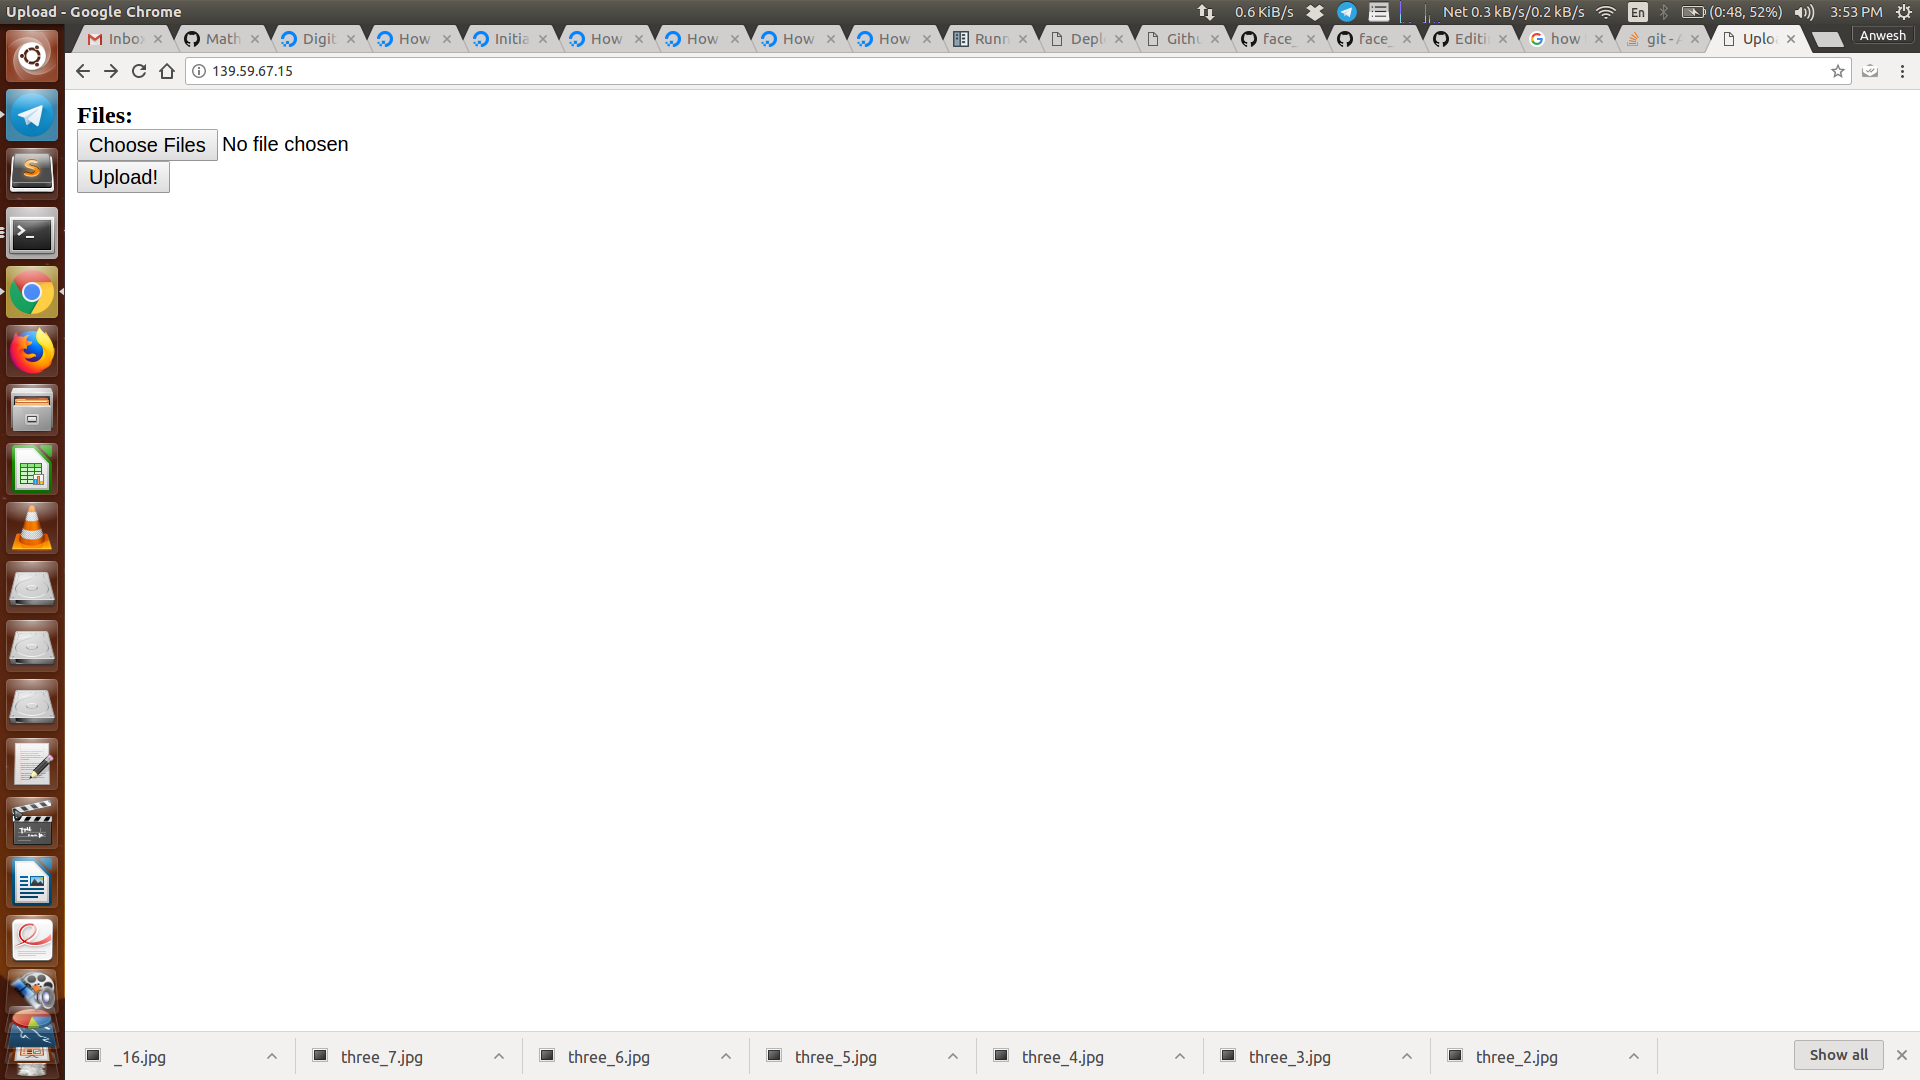 Upload - Google Chrome
0.6 KiB/s
Net 0.3 kB/s/0.2 kB/s
En
(0:48, 52%)
3:53 PM
Inbo
Math
Digit
How
Initia
How
How
How
How
Runn
Depl
Githu
face_
face_
Editi
how
git - A
Uplo
Anwesh
139.59.67.15
Files:
Choose Files No file chosen
Upload!
_16.jpg
three_7.jpg
three_6.jpg
three_5.jpg
three_4.jpg
three_3.jpg
three_2.jpg
Show all